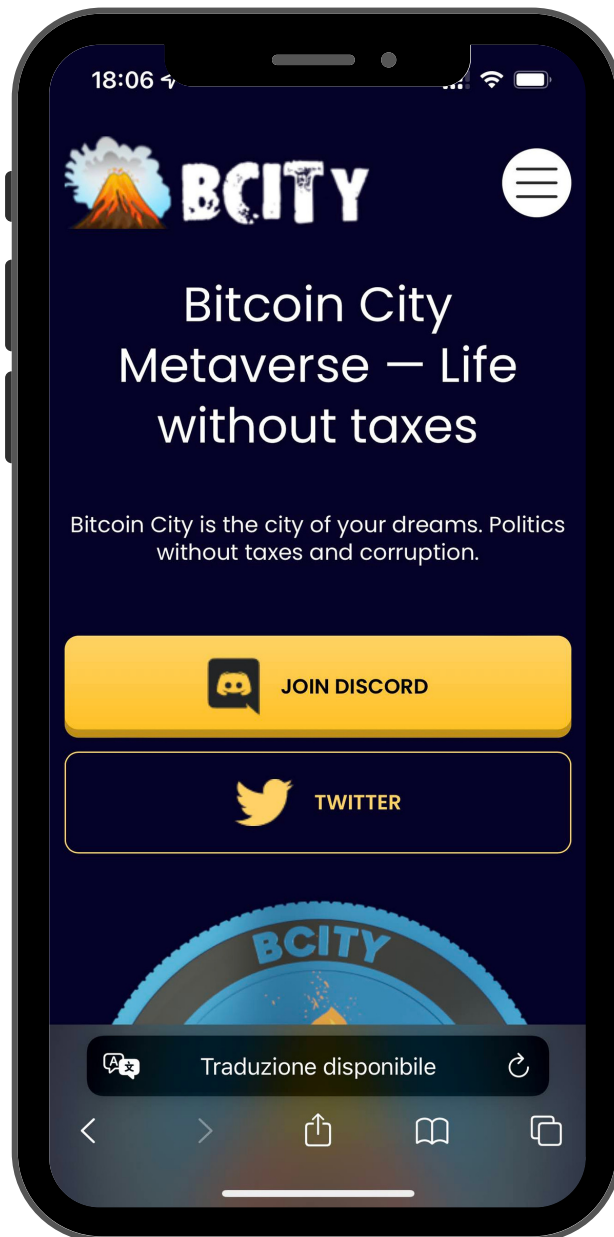 18:06
BCITY
Bitcoin City
Metaverse — Life
without taxes
Bitcoin City is the city of your dreams. Politics
without taxes and corruption.
JOIN DISCORD
TWITTER
BCITY
Traduzione disponibile